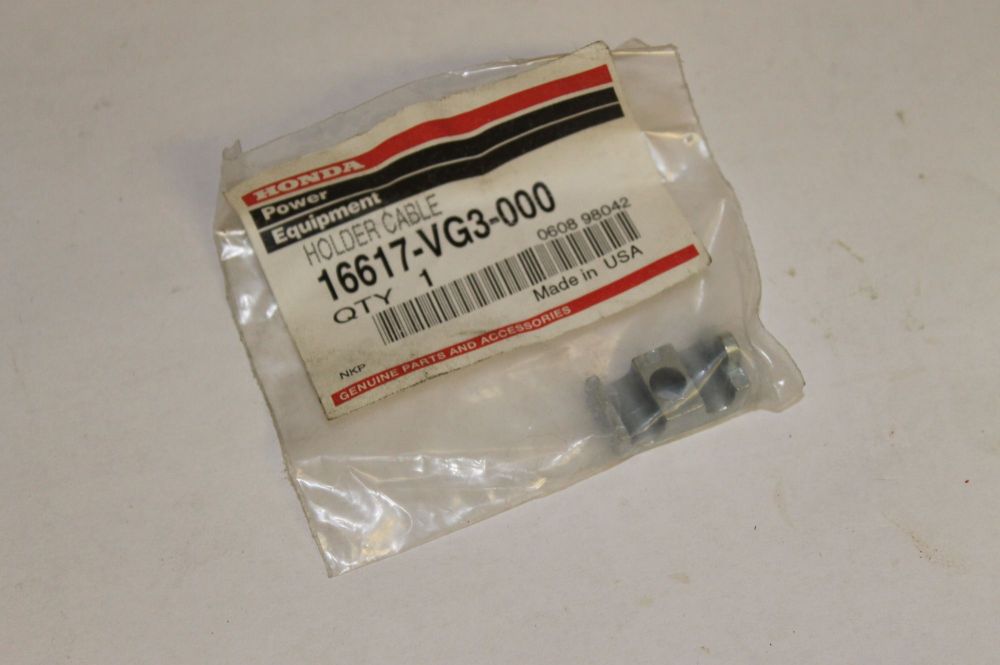 HONDA
Power
Equipment
HOLDER CABLE
16617-VG3-000
QTY 1
0608 98042
Made in USA
NKP
GENUINE PARTS AND ACCESSORIES